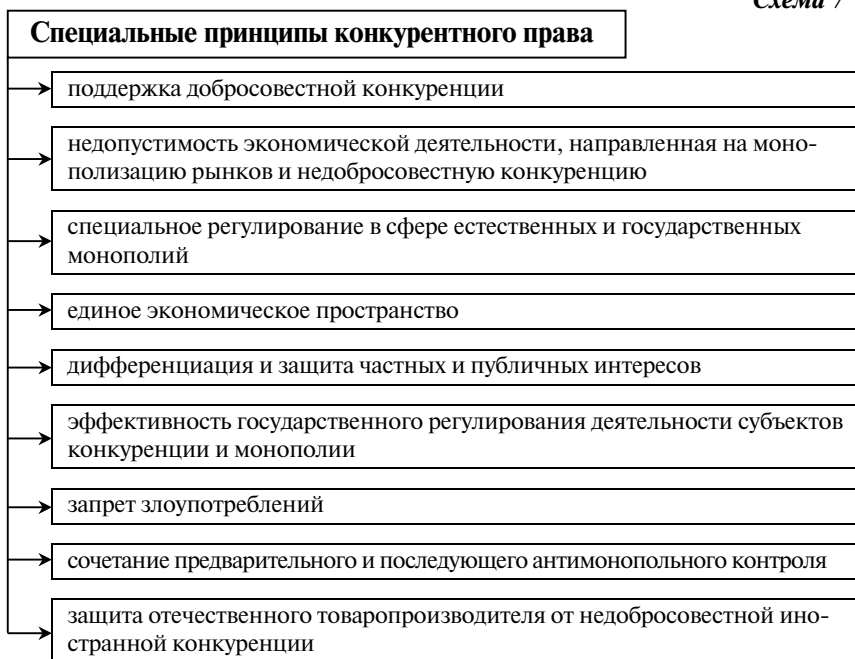 Схема 7
Специальные принципы конкурентного права
поддержка добросовестной конкуренции
недопустимость экономической деятельности, направленная на моно-
полизацию рынков и недобросовестную конкуренцию
специальное регулирование в сфере естественных и государственных
монополий
единое экономическое пространство
дифференциация и защита частных и публичных интересов
эффективность государственного регулирования деятельности субъектов
конкуренции и монополии
запрет злоупотреблений
сочетание предварительного и последующего антимонопольного контроля
защита отечественного товаропроизводителя от недобросовестной ино-
странной конкуренции